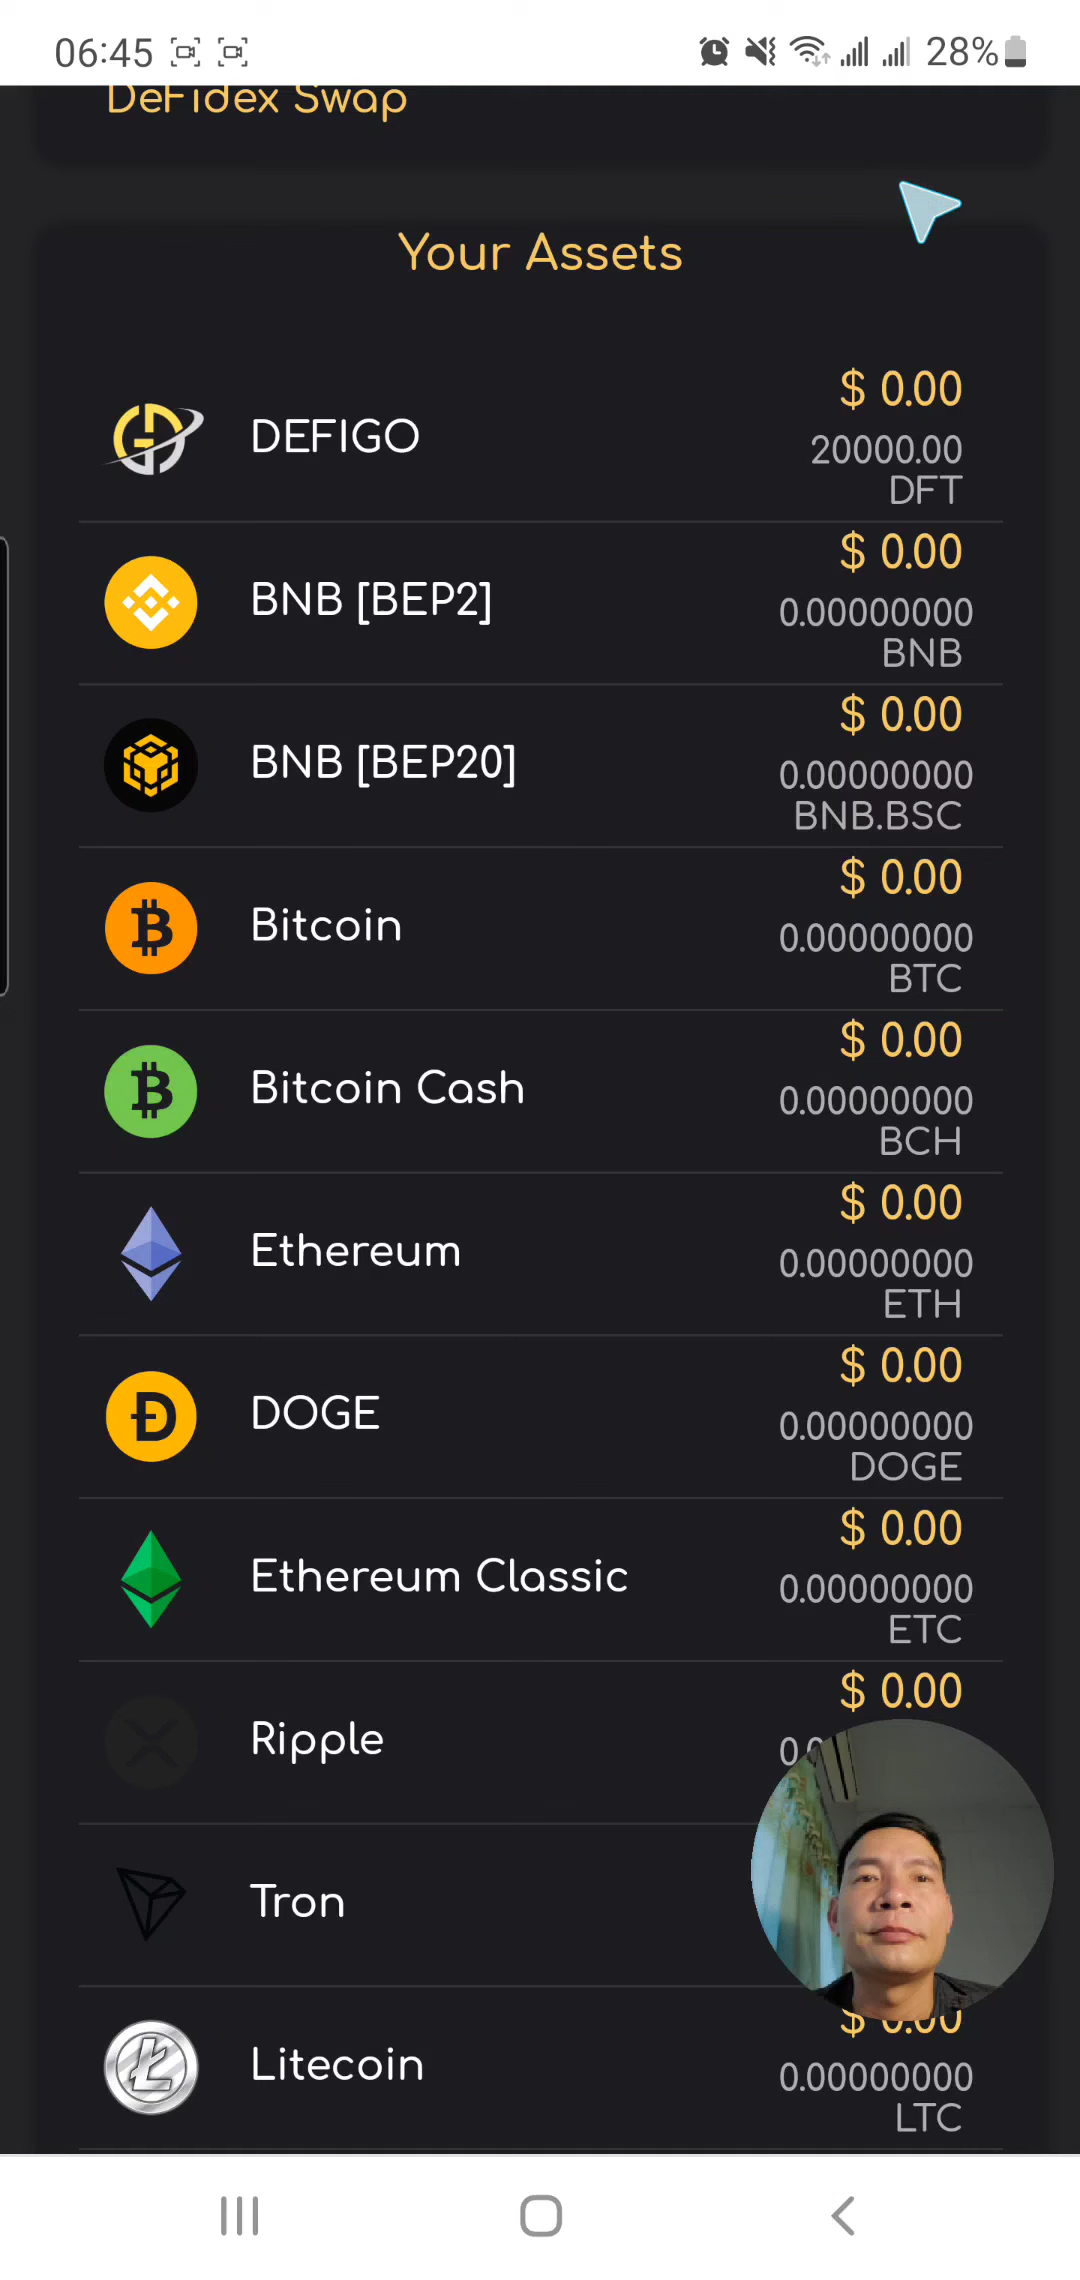 06:45 28%
DeFidex Swap
Your Assets
$ 0.00
DEFIGO
20000.00
DFT
$ 0.00
BNB [BEP2]
0.00000000
BNB
$ 0.00
BNB [BEP20]
0.00000000
BNB.BSC
$ 0.00
Bitcoin
0.00000000
BTC
$ 0.00
Bitcoin Cash
0.00000000
BCH
$ 0.00
Ethereum
0.00000000
ETH
$ 0.00
DOGE
0.00000000
DOGE
$ 0.00
Ethereum Classic
0.00000000
ETC
$ 0.00
Ripple
Tron
$ 0.00
Litecoin
0.00000000
LTC